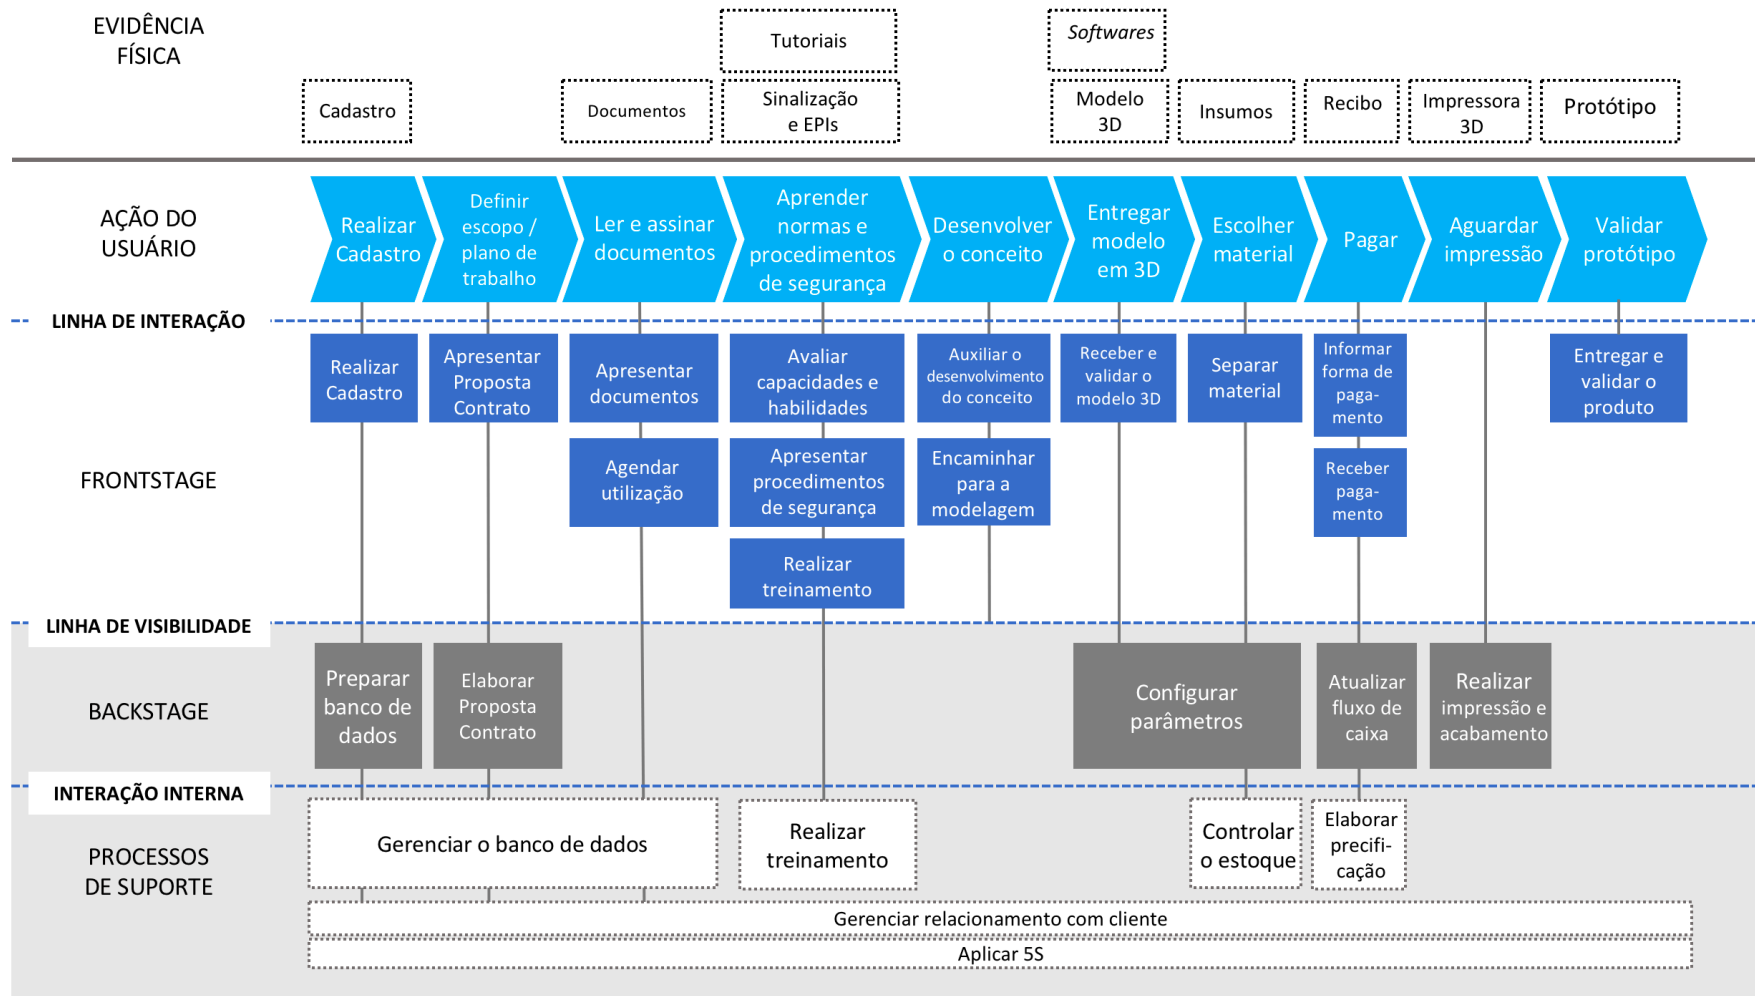 EVIDÊNCIA
FÍSICA
Tutoriais
Softwares
Cadastro
Documentos
Sinalização
e EPIs
Modelo
3D
Insumos
Recibo
Impressora
3D
Protótipo
AÇÃO DO
USUÁRIO
Realizar
Cadastro
Definir
escopo /
plano de
trabalho
Ler e assinar
documentos
Aprender
normas e
procedimentos
de segurança
Desenvolver
o conceito
Entregar
modelo
em 3D
Escolher
material
Pagar
Aguardar
impressão
Validar
protótipo
LINHA DE INTERAÇÃO
FRONTSTAGE
Realizar
Cadastro
Apresentar
Proposta
Contrato
Apresentar
documentos
Avaliar
capacidades e
habilidades
Auxiliar o
desenvolvimento
do conceito
Receber e
validar o
modelo 3D
Separar
material
Informar
forma de
paga-
mento
Entregar e
validar o
produto
Agendar
utilização
Apresentar
procedimentos
de segurança
Encaminhar
para a
modelagem
Receber
paga-
mento
Realizar
treinamento
LINHA DE VISIBILIDADE
BACKSTAGE
Preparar
banco de
dados
Elaborar
Proposta
Contrato
Configurar
parâmetros
Atualizar
fluxo de
caixa
Realizar
impressão e
acabamento
INTERAÇÃO INTERNA
PROCESSOS
DE SUPORTE
Gerenciar o banco de dados
Realizar
treinamento
Controlar
o estoque
Elaborar
precifi-
cação
Gerenciar relacionamento com cliente
Aplicar 5S